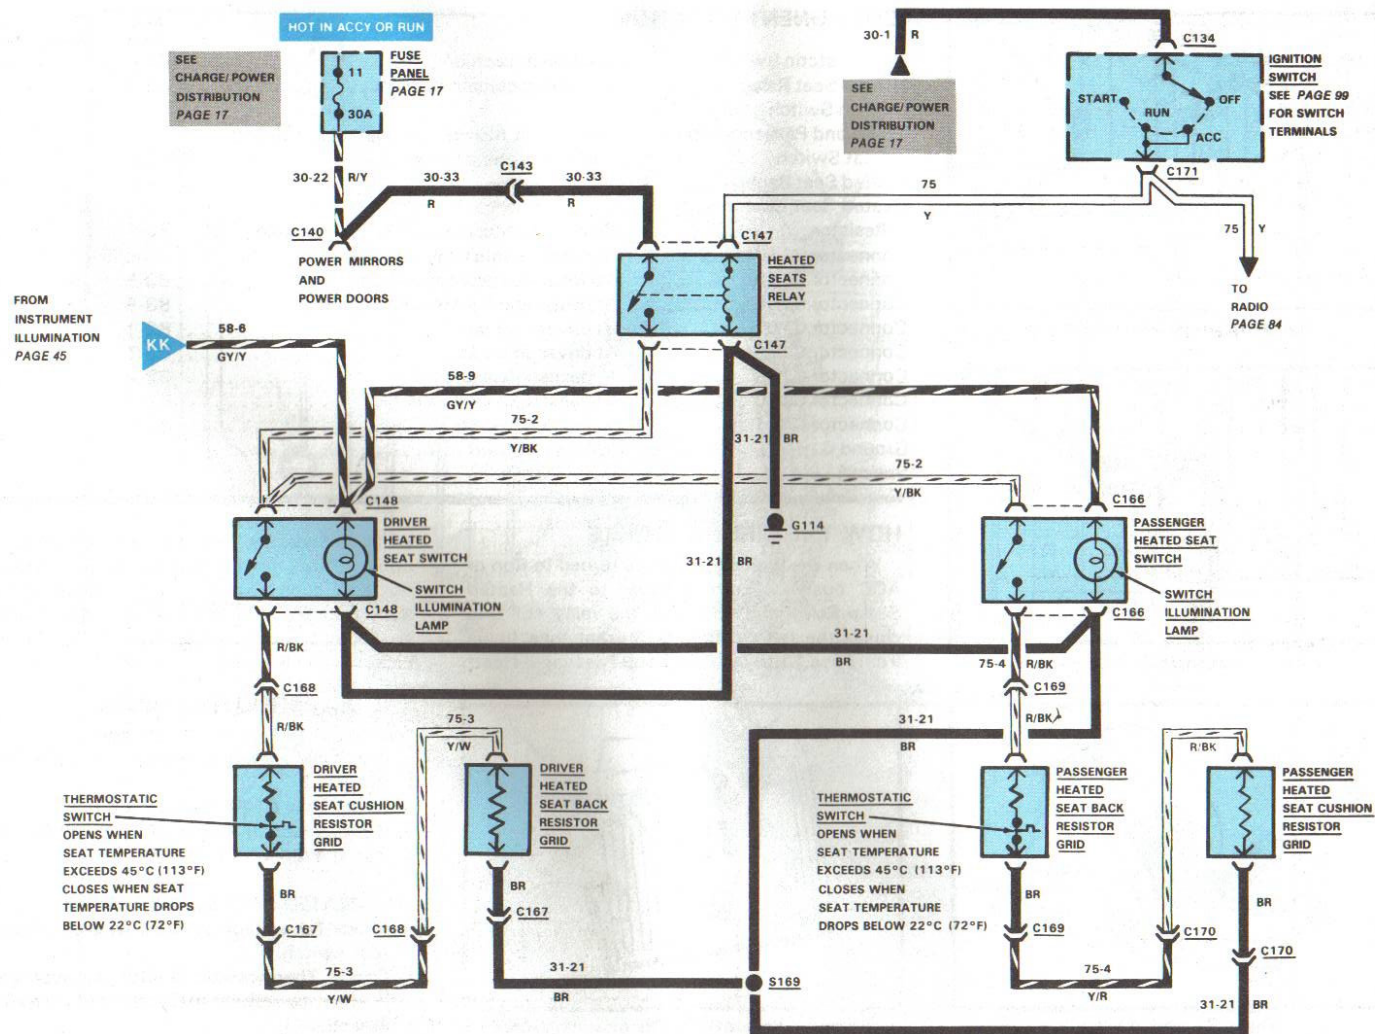 HOT IN ACCY OR RUN
SEE
CHARGE/POWER
DISTRIBUTION
PAGE 17
11
30A
FUSE
PANEL
PAGE 17
30-1
R
C134
SEE
CHARGE/POWER
DISTRIBUTION
PAGE 17
START
RUN
OFF
ACC
IGNITION
SWITCH
SEE PAGE 99
FOR SWITCH
TERMINALS
30-22
R/Y
30-33
R
C143
30-33
R
75
Y
C171
C140
POWER MIRRORS
AND
POWER DOORS
C147
HEATED
SEATS
RELAY
75
Y
TO
RADIO
PAGE 84
FROM
INSTRUMENT
ILLUMINATION
PAGE 45
KK
58-6
GY/Y
C147
58-9
GY/Y
75-2
Y/BK
31-21
BR
75-2
Y/BK
C148
DRIVER
HEATED
SEAT SWITCH
SWITCH
ILLUMINATION
LAMP
C148
G114
31-21
BR
C166
PASSENGER
HEATED SEAT
SWITCH
SWITCH
ILLUMINATION
LAMP
C166
R/BK
31-21
BR
75-4
R/BK
C168
C169
R/BK
75-3
Y/W
31-21
BR
R/BK
R/BK
DRIVER
HEATED
SEAT CUSHION
RESISTOR
GRID
DRIVER
HEATED
SEAT BACK
RESISTOR
GRID
PASSENGER
HEATED
SEAT BACK
RESISTOR
GRID
PASSENGER
HEATED
SEAT CUSHION
RESISTOR
GRID
THERMOSTATIC
SWITCH
OPENS WHEN
SEAT TEMPERATURE
EXCEEDS 45°C (113°F)
CLOSES WHEN SEAT
TEMPERATURE DROPS
BELOW 22°C (72°F)
THERMOSTATIC
SWITCH
OPENS WHEN
SEAT TEMPERATURE
EXCEEDS 45°C (113°F)
CLOSES WHEN
SEAT TEMPERATURE
DROPS BELOW 22°C (72°F)
BR
C167
C168
BR
C167
BR
C169
C170
BR
C170
75-3
Y/W
31-21
BR
S169
75-4
Y/R
31-21
BR